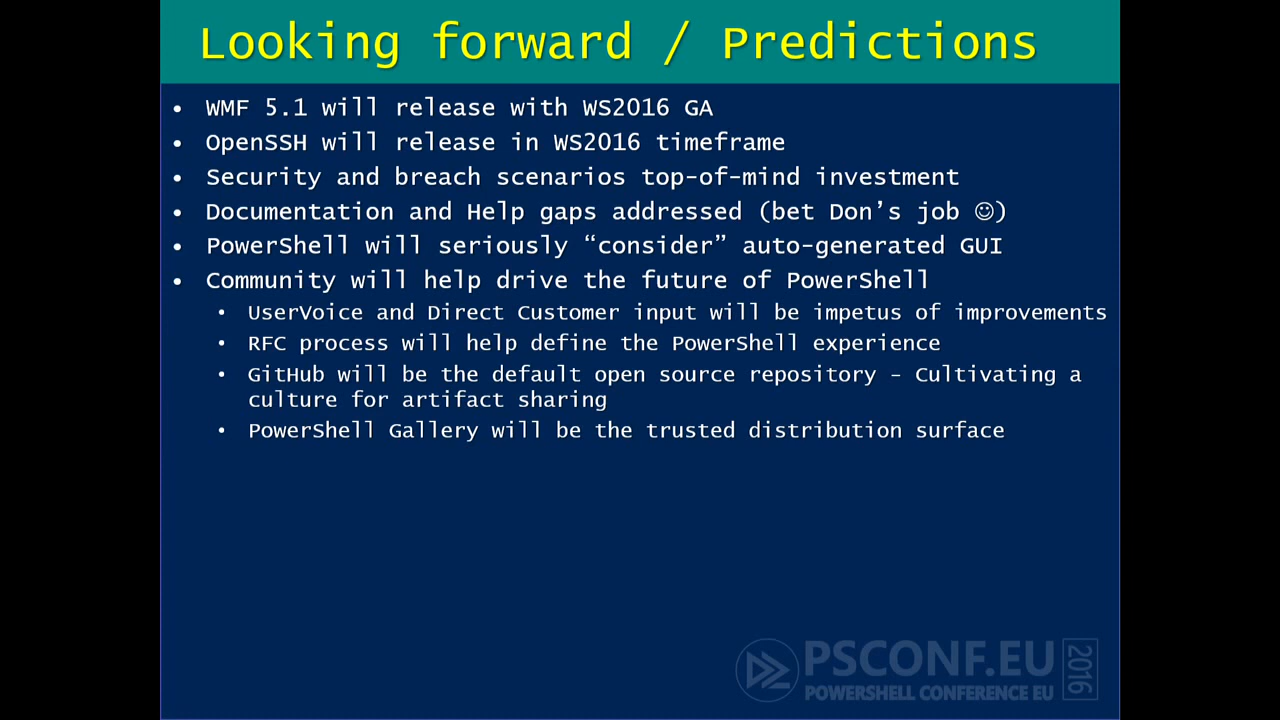 Looking forward / Predictions
• WMF 5.1 will release with WS2016 GA
• OpenSSH will release in WS2016 timeframe
• Security and breach scenarios top-of-mind investment
• Documentation and Help gaps addressed (bet Don’s job ☺)
• PowerShell will seriously “consider” auto-generated GUI
• Community will help drive the future of PowerShell
• UserVoice and Direct Customer input will be impetus of improvements
• RFC process will help define the PowerShell experience
• GitHub will be the default open source repository – Cultivating a
culture for artifact sharing
• PowerShell Gallery will be the trusted distribution surface
PSCONF.EU
2016
POWERSHELL CONFERENCE EU